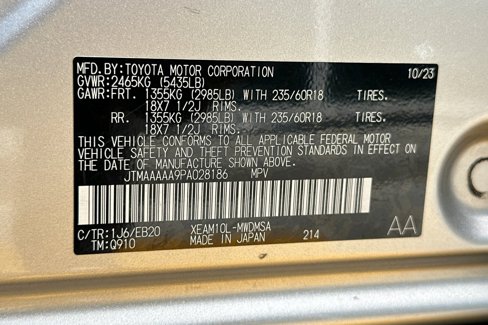 MFD.BY:TOYOTA MOTOR CORPORATION 10/23
GVWR:2465KG (5435LB)
GAWR:FRT. 1355KG (2985LB) WITH 235/60R18 TIRES.
18X7 1/2J RIMS.
RR. 1355KG (2985LB) WITH 235/60R18 TIRES.
18X7 1/2J RIMS.
THIS VEHICLE CONFORMS TO ALL APPLICABLE FEDERAL MOTOR
VEHICLE SAFETY AND THEFT PREVENTION STANDARDS IN EFFECT ON
THE DATE OF MANUFACTURE SHOWN ABOVE.
JTMAAAAA9PA028186 MPV
C/TR:1J6/EB20 XEAM10L-MWDMSA AA
TM:Q910 MADE IN JAPAN 214